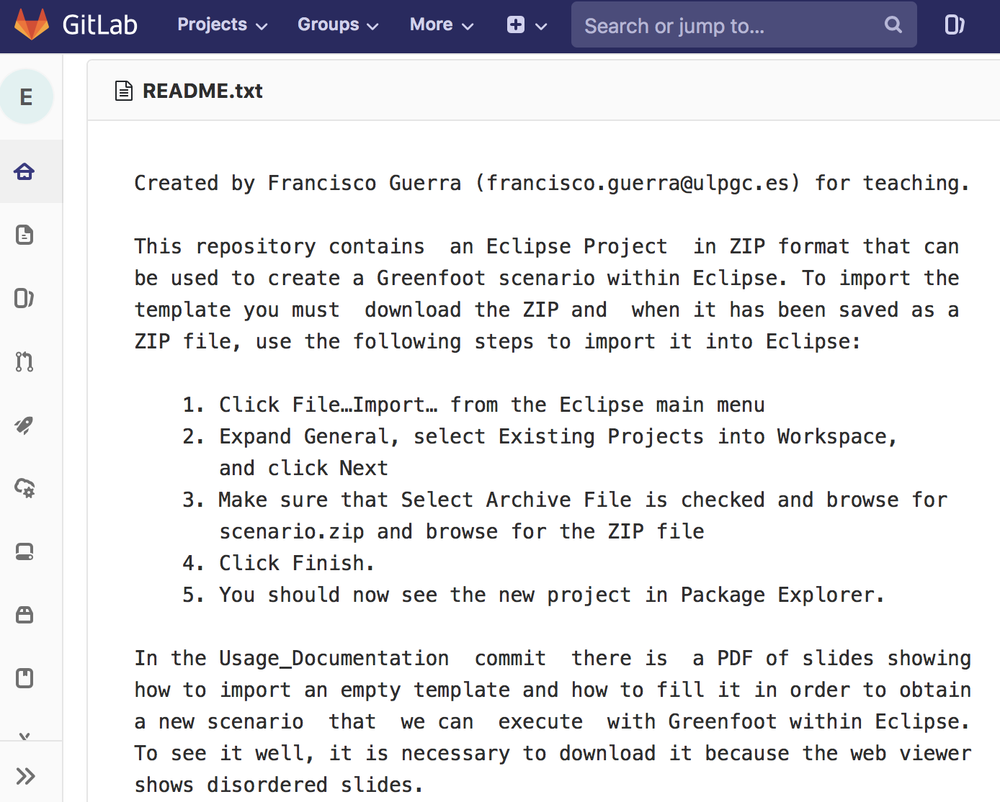 GitLab Projects Groups More Search or jump to...
E
README.txt
Created by Francisco Guerra (francisco.guerra@ulpgc.es) for teaching.
This repository contains  an Eclipse Project  in ZIP format that can
be used to create a Greenfoot scenario within Eclipse. To import the
template you must  download the ZIP and  when it has been saved as a
ZIP file, use the following steps to import it into Eclipse:
1. Click File…Import… from the Eclipse main menu
2. Expand General, select Existing Projects into Workspace,
and click Next
3. Make sure that Select Archive File is checked and browse for
scenario.zip and browse for the ZIP file
4. Click Finish.
5. You should now see the new project in Package Explorer.
In the Usage_Documentation  commit  there is  a PDF of slides showing
how to import an empty template and how to fill it in order to obtain
a new scenario  that  we can  execute  with Greenfoot within Eclipse.
To see it well, it is necessary to download it because the web viewer
shows disordered slides.